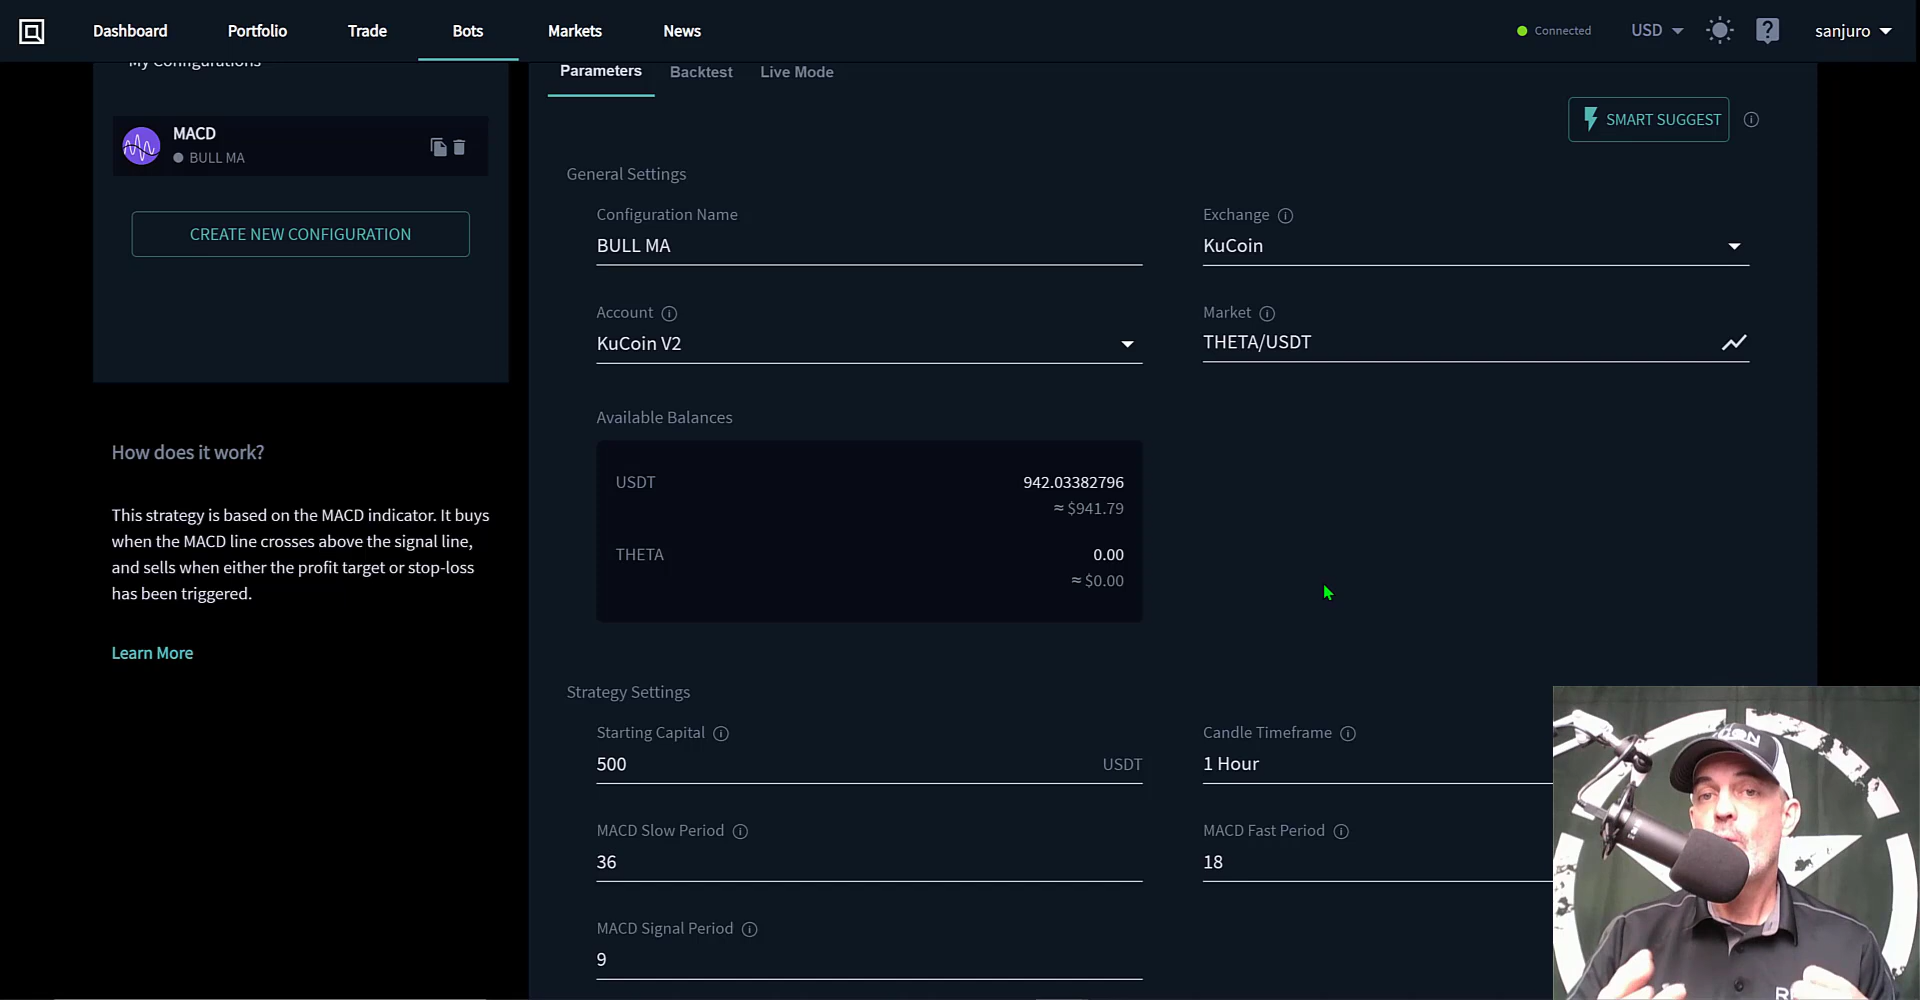 Dashboard
Portfolio
Trade
Bots
Markets
News
Connected
USD
sanjuro
My Configurations
MACD
BULL MA
CREATE NEW CONFIGURATION
How does it work?
This strategy is based on the MACD indicator. It buys
when the MACD line crosses above the signal line,
and sells when either the profit target or stop-loss
has been triggered.
Learn More
Parameters
Backtest
Live Mode
SMART SUGGEST
General Settings
Configuration Name
BULL MA
Exchange
KuCoin
Account
KuCoin V2
Market
THETA/USDT
Available Balances
USDT
942.03382796
≈ $941.79
THETA
0.00
≈ $0.00
Strategy Settings
Starting Capital
500
USDT
Candle Timeframe
1 Hour
MACD Slow Period
36
MACD Fast Period
18
MACD Signal Period
9